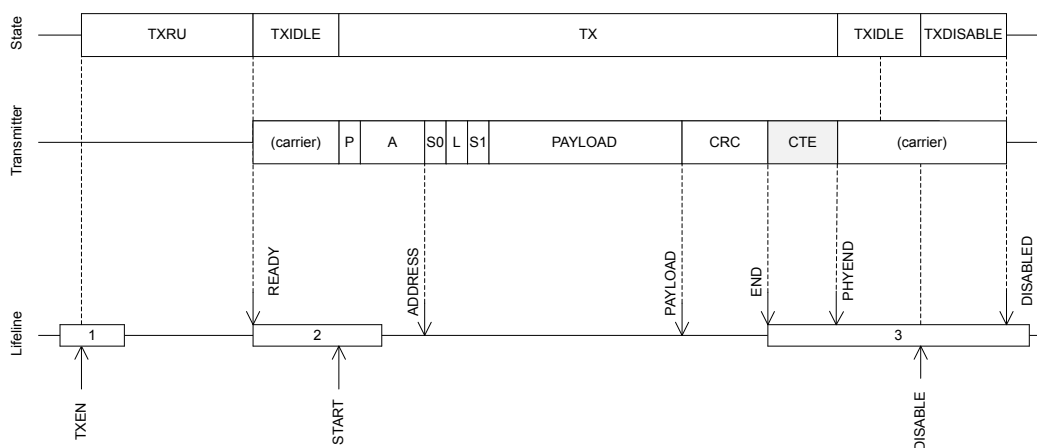 State
TXRU TXIDLE TX TXIDLE TXDISABLE
Transmitter
(carrier) P A S0 L S1 PAYLOAD CRC CTE (carrier)
READY
ADDRESS
PAYLOAD
END
PHYEND
DISABLED
Lifeline
1 2 3
TXEN
START
DISABLE